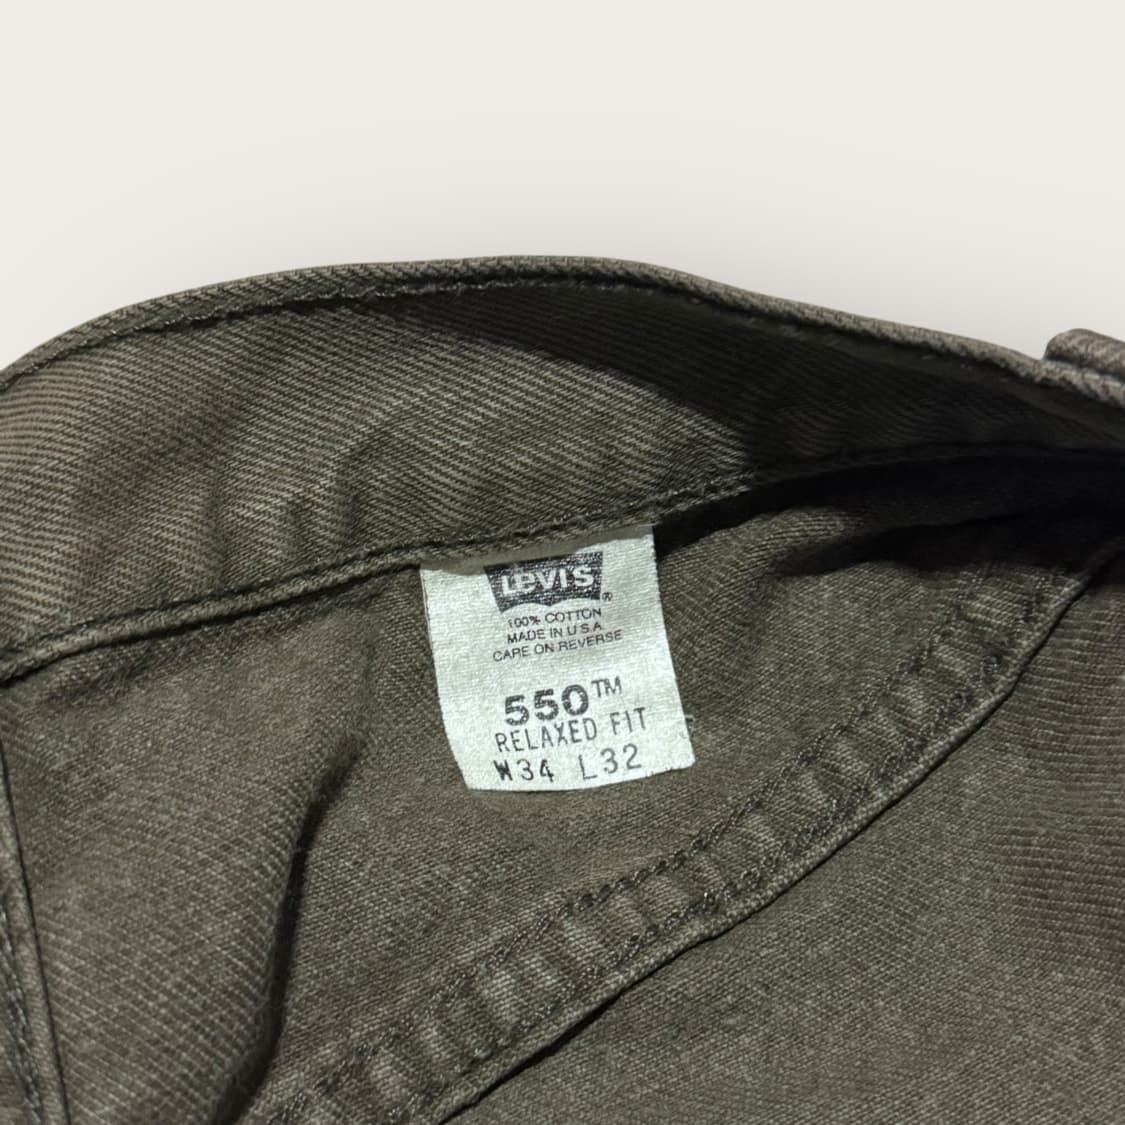 Levi's ®
100% COTTON
MADE IN U.S.A.
CARE ON REVERSE
550™
RELAXED FIT
W34 L32